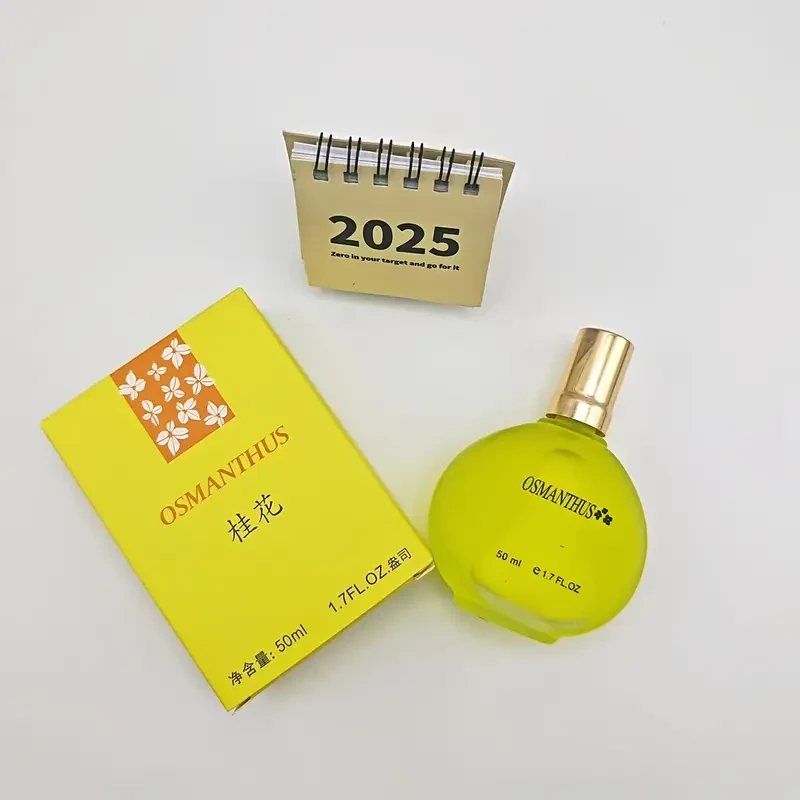 2025
Zero in your target and go for it
OSMANTHUS
桂花
净含量: 50ml 1.7FL.OZ.盎司
OSMANTHUS
50 ml e 1.7 FL.OZ